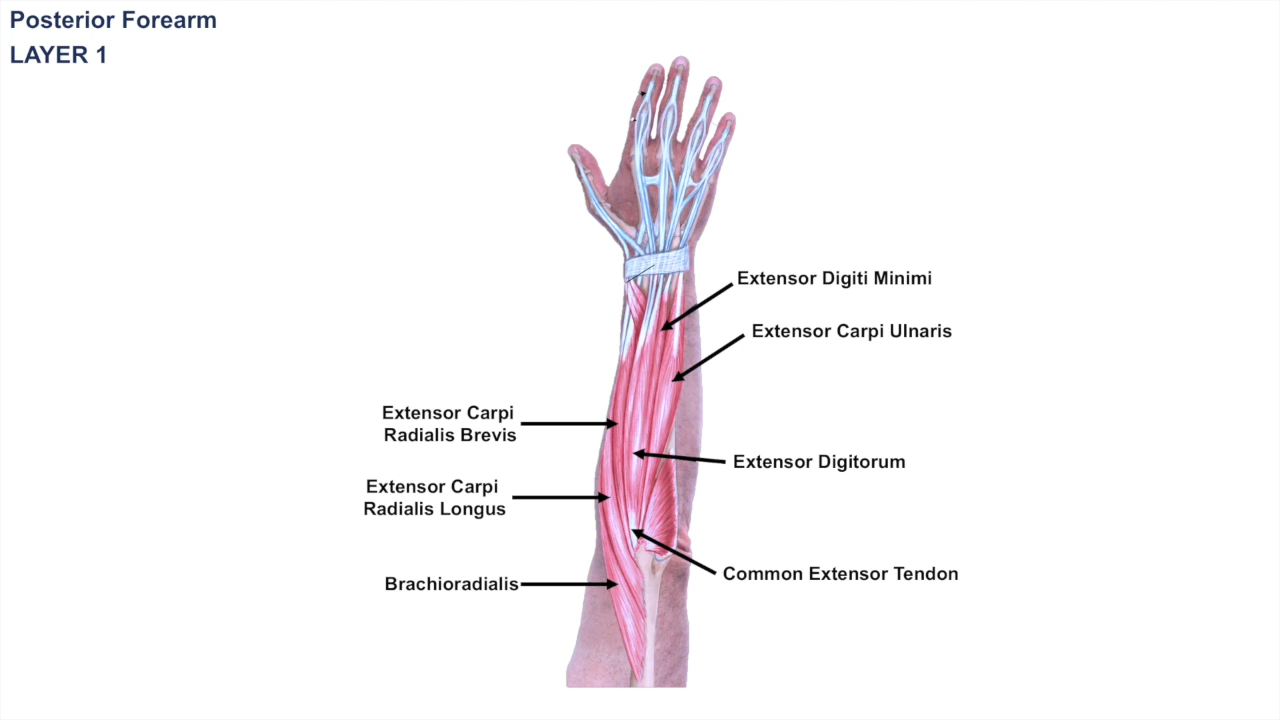 Posterior Forearm
LAYER 1
Extensor Digiti Minimi
Extensor Carpi Ulnaris
Extensor Carpi
Radialis Brevis
Extensor Digitorum
Extensor Carpi
Radialis Longus
Common Extensor Tendon
Brachioradialis